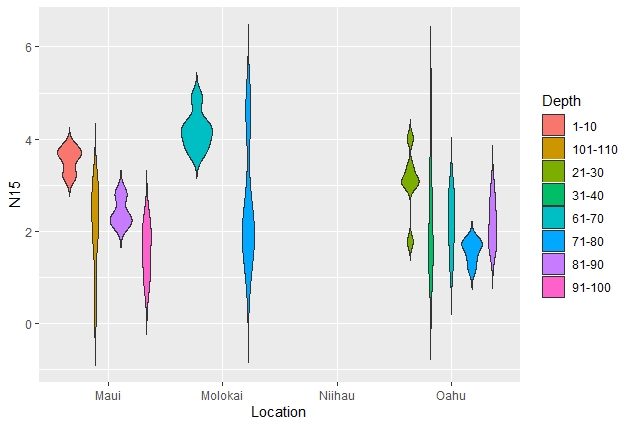 N15
6
4
2
0
Maui
Molokai
Niihau
Oahu
Location
Depth
1-10
101-110
21-30
31-40
61-70
71-80
81-90
91-100